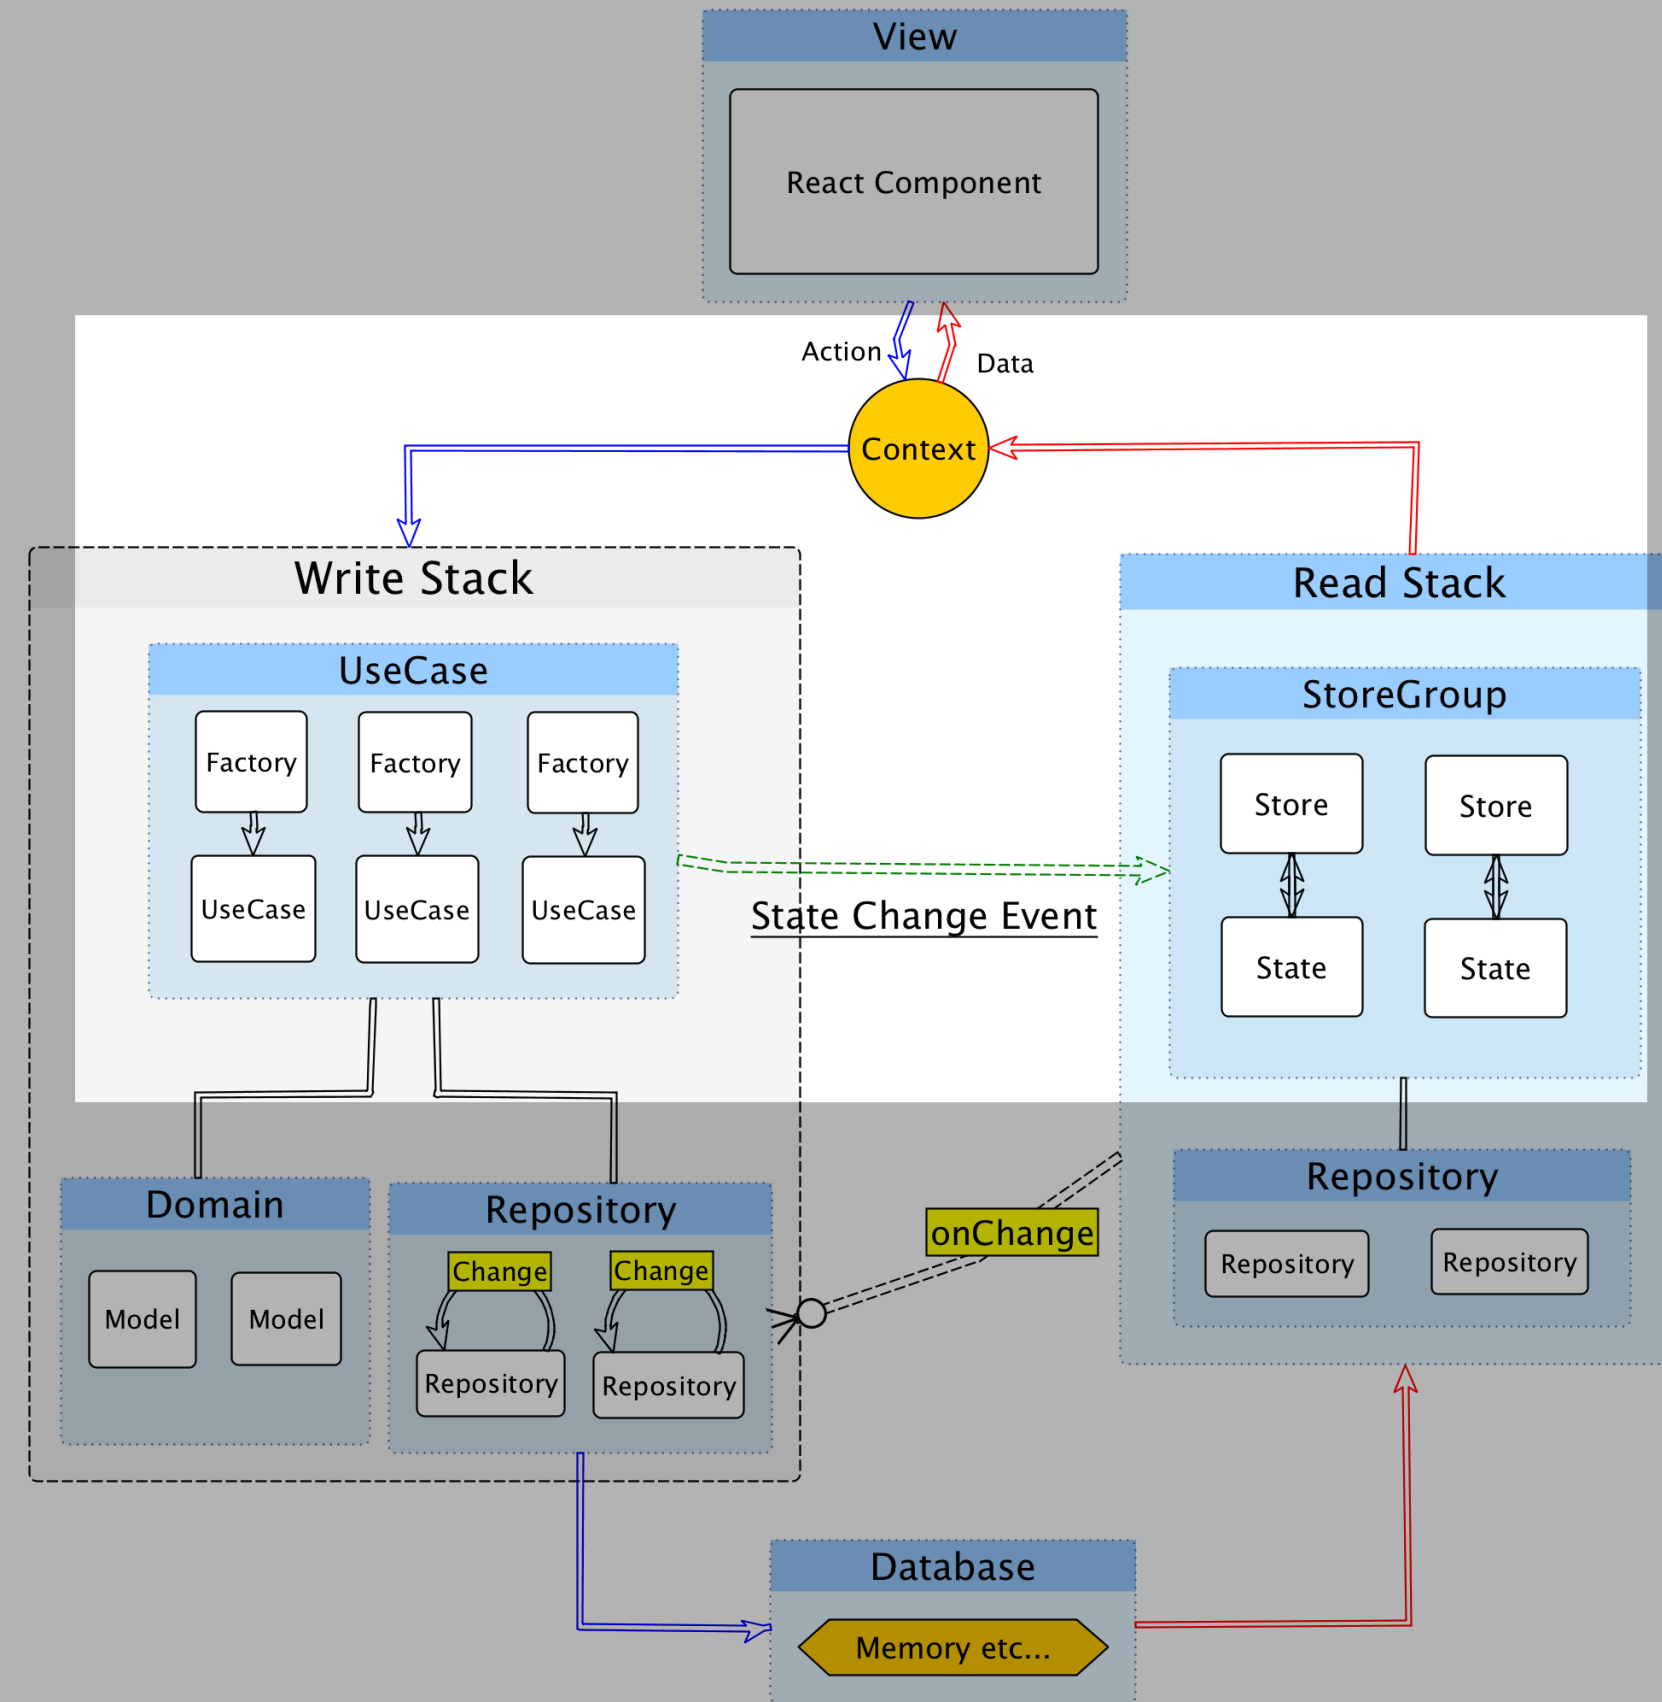 View
React Component
Action
Data
Context
Write Stack
Read Stack
UseCase
StoreGroup
Factory
Factory
Factory
Store
Store
UseCase
UseCase
UseCase
State Change Event
State
State
Domain
Repository
onChange
Repository
Change
Change
Repository
Repository
Model
Model
Repository
Repository
Database
Memory etc...